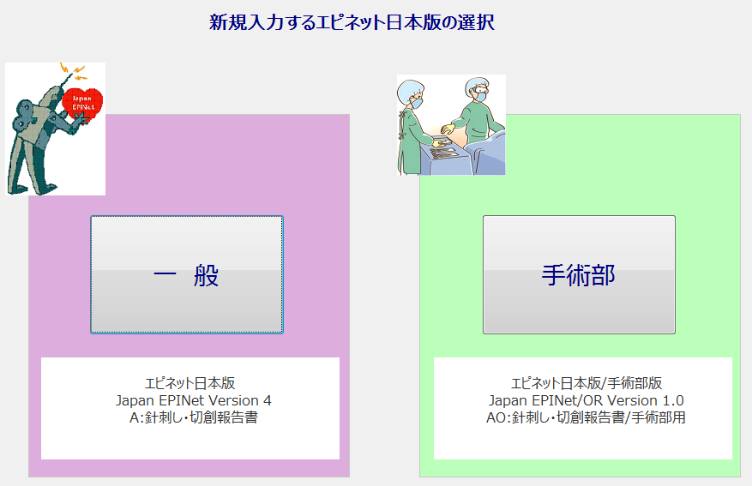 新規入力するエピネット日本版の選択
Japan
EPINet
一 般
エピネット日本版
Japan EPINet Version 4
A:針刺し・切創報告書
手術部
エピネット日本版/手術部版
Japan EPINet/OR Version 1.0
AO:針刺し・切創報告書/手術部用